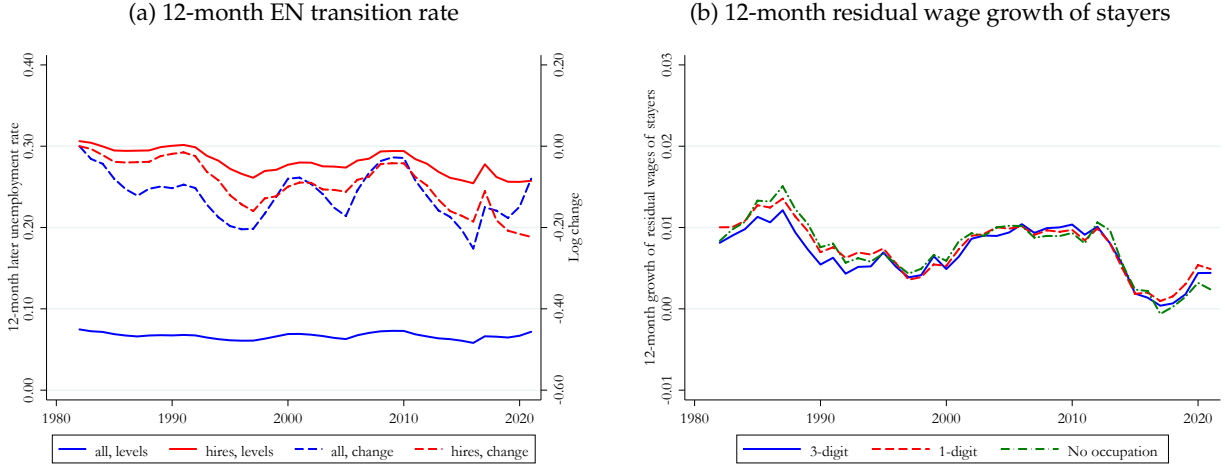 (a) 12-month EN transition rate
12-month later unemployment rate
0.40
0.30
0.20
0.10
0.00
0.20
0.00
-0.20
-0.40
-0.60
Log change
1980
1990
2000
2010
2020
all, levels
hires, levels
all, change
hires, change
(b) 12-month residual wage growth of stayers
12-month growth of residual wages of stayers
0.03
0.02
0.01
0.00
-0.01
1980
1990
2000
2010
2020
3-digit
1-digit
No occupation